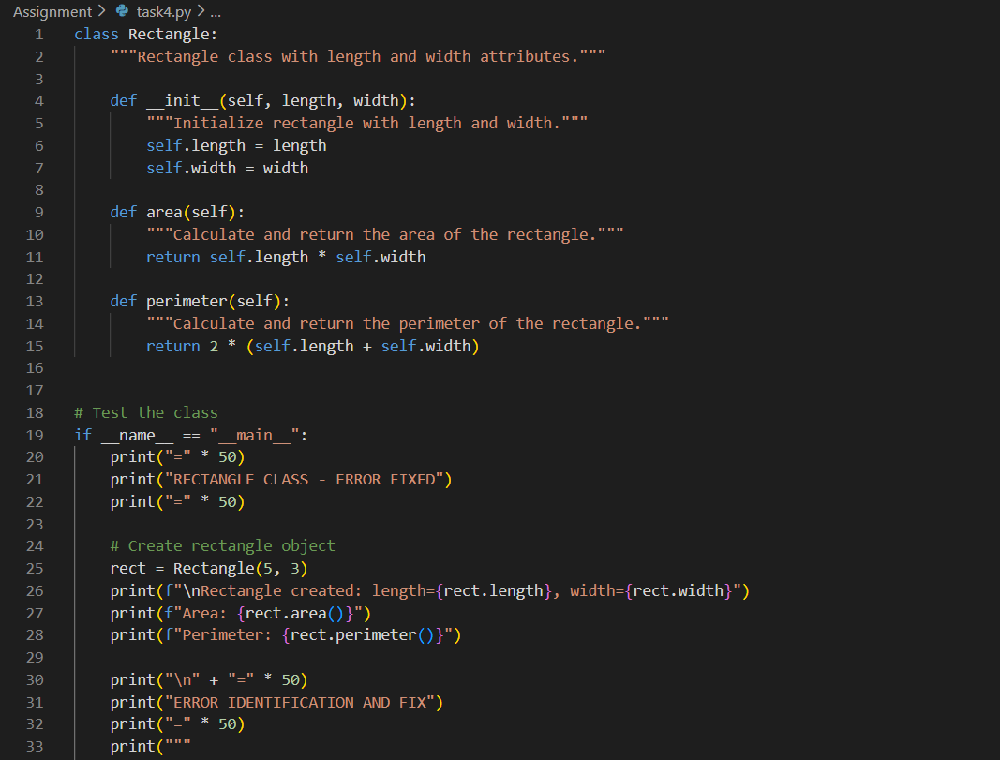 Assignment > task4.py > ...
1 class Rectangle:
2     """Rectangle class with length and width attributes."""
3
4     def __init__(self, length, width):
5         """Initialize rectangle with length and width."""
6         self.length = length
7         self.width = width
8
9     def area(self):
10         """Calculate and return the area of the rectangle."""
11         return self.length * self.width
12
13     def perimeter(self):
14         """Calculate and return the perimeter of the rectangle."""
15         return 2 * (self.length + self.width)
16
17
18 # Test the class
19 if __name__ == "__main__":
20     print("=" * 50)
21     print("RECTANGLE CLASS - ERROR FIXED")
22     print("=" * 50)
23
24     # Create rectangle object
25     rect = Rectangle(5, 3)
26     print(f"\nRectangle created: length={rect.length}, width={rect.width}")
27     print(f"Area: {rect.area()}")
28     print(f"Perimeter: {rect.perimeter()}")
29
30     print("\n" + "=" * 50)
31     print("ERROR IDENTIFICATION AND FIX")
32     print("=" * 50)
33     print("""